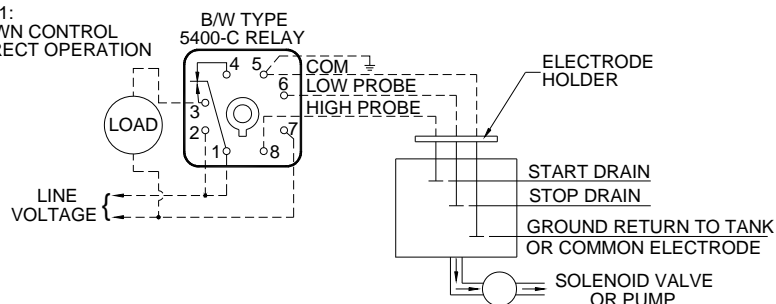 1:
WN CONTROL
RECT OPERATION
B/W TYPE
5400-C RELAY
4
5
COM
6
LOW PROBE
HIGH PROBE
3
LOAD
2
1
8
7
LINE
VOLTAGE
ELECTRODE
HOLDER
START DRAIN
STOP DRAIN
GROUND RETURN TO TANK
OR COMMON ELECTRODE
SOLENOID VALVE
OR PUMP